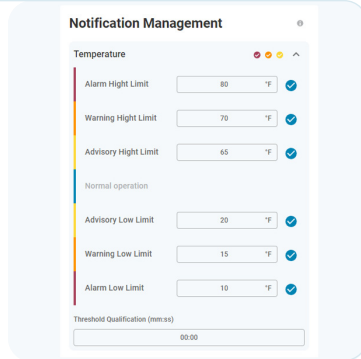 Notification Management
Temperature
Alarm Hight Limit 80 °F
Warning Hight Limit 70 °F
Advisory Hight Limit 65 °F
Normal operation
Advisory Low Limit 20 °F
Warning Low Limit 15 °F
Alarm Low Limit 10 °F
Threshold Qualification (mm:ss)
00:00